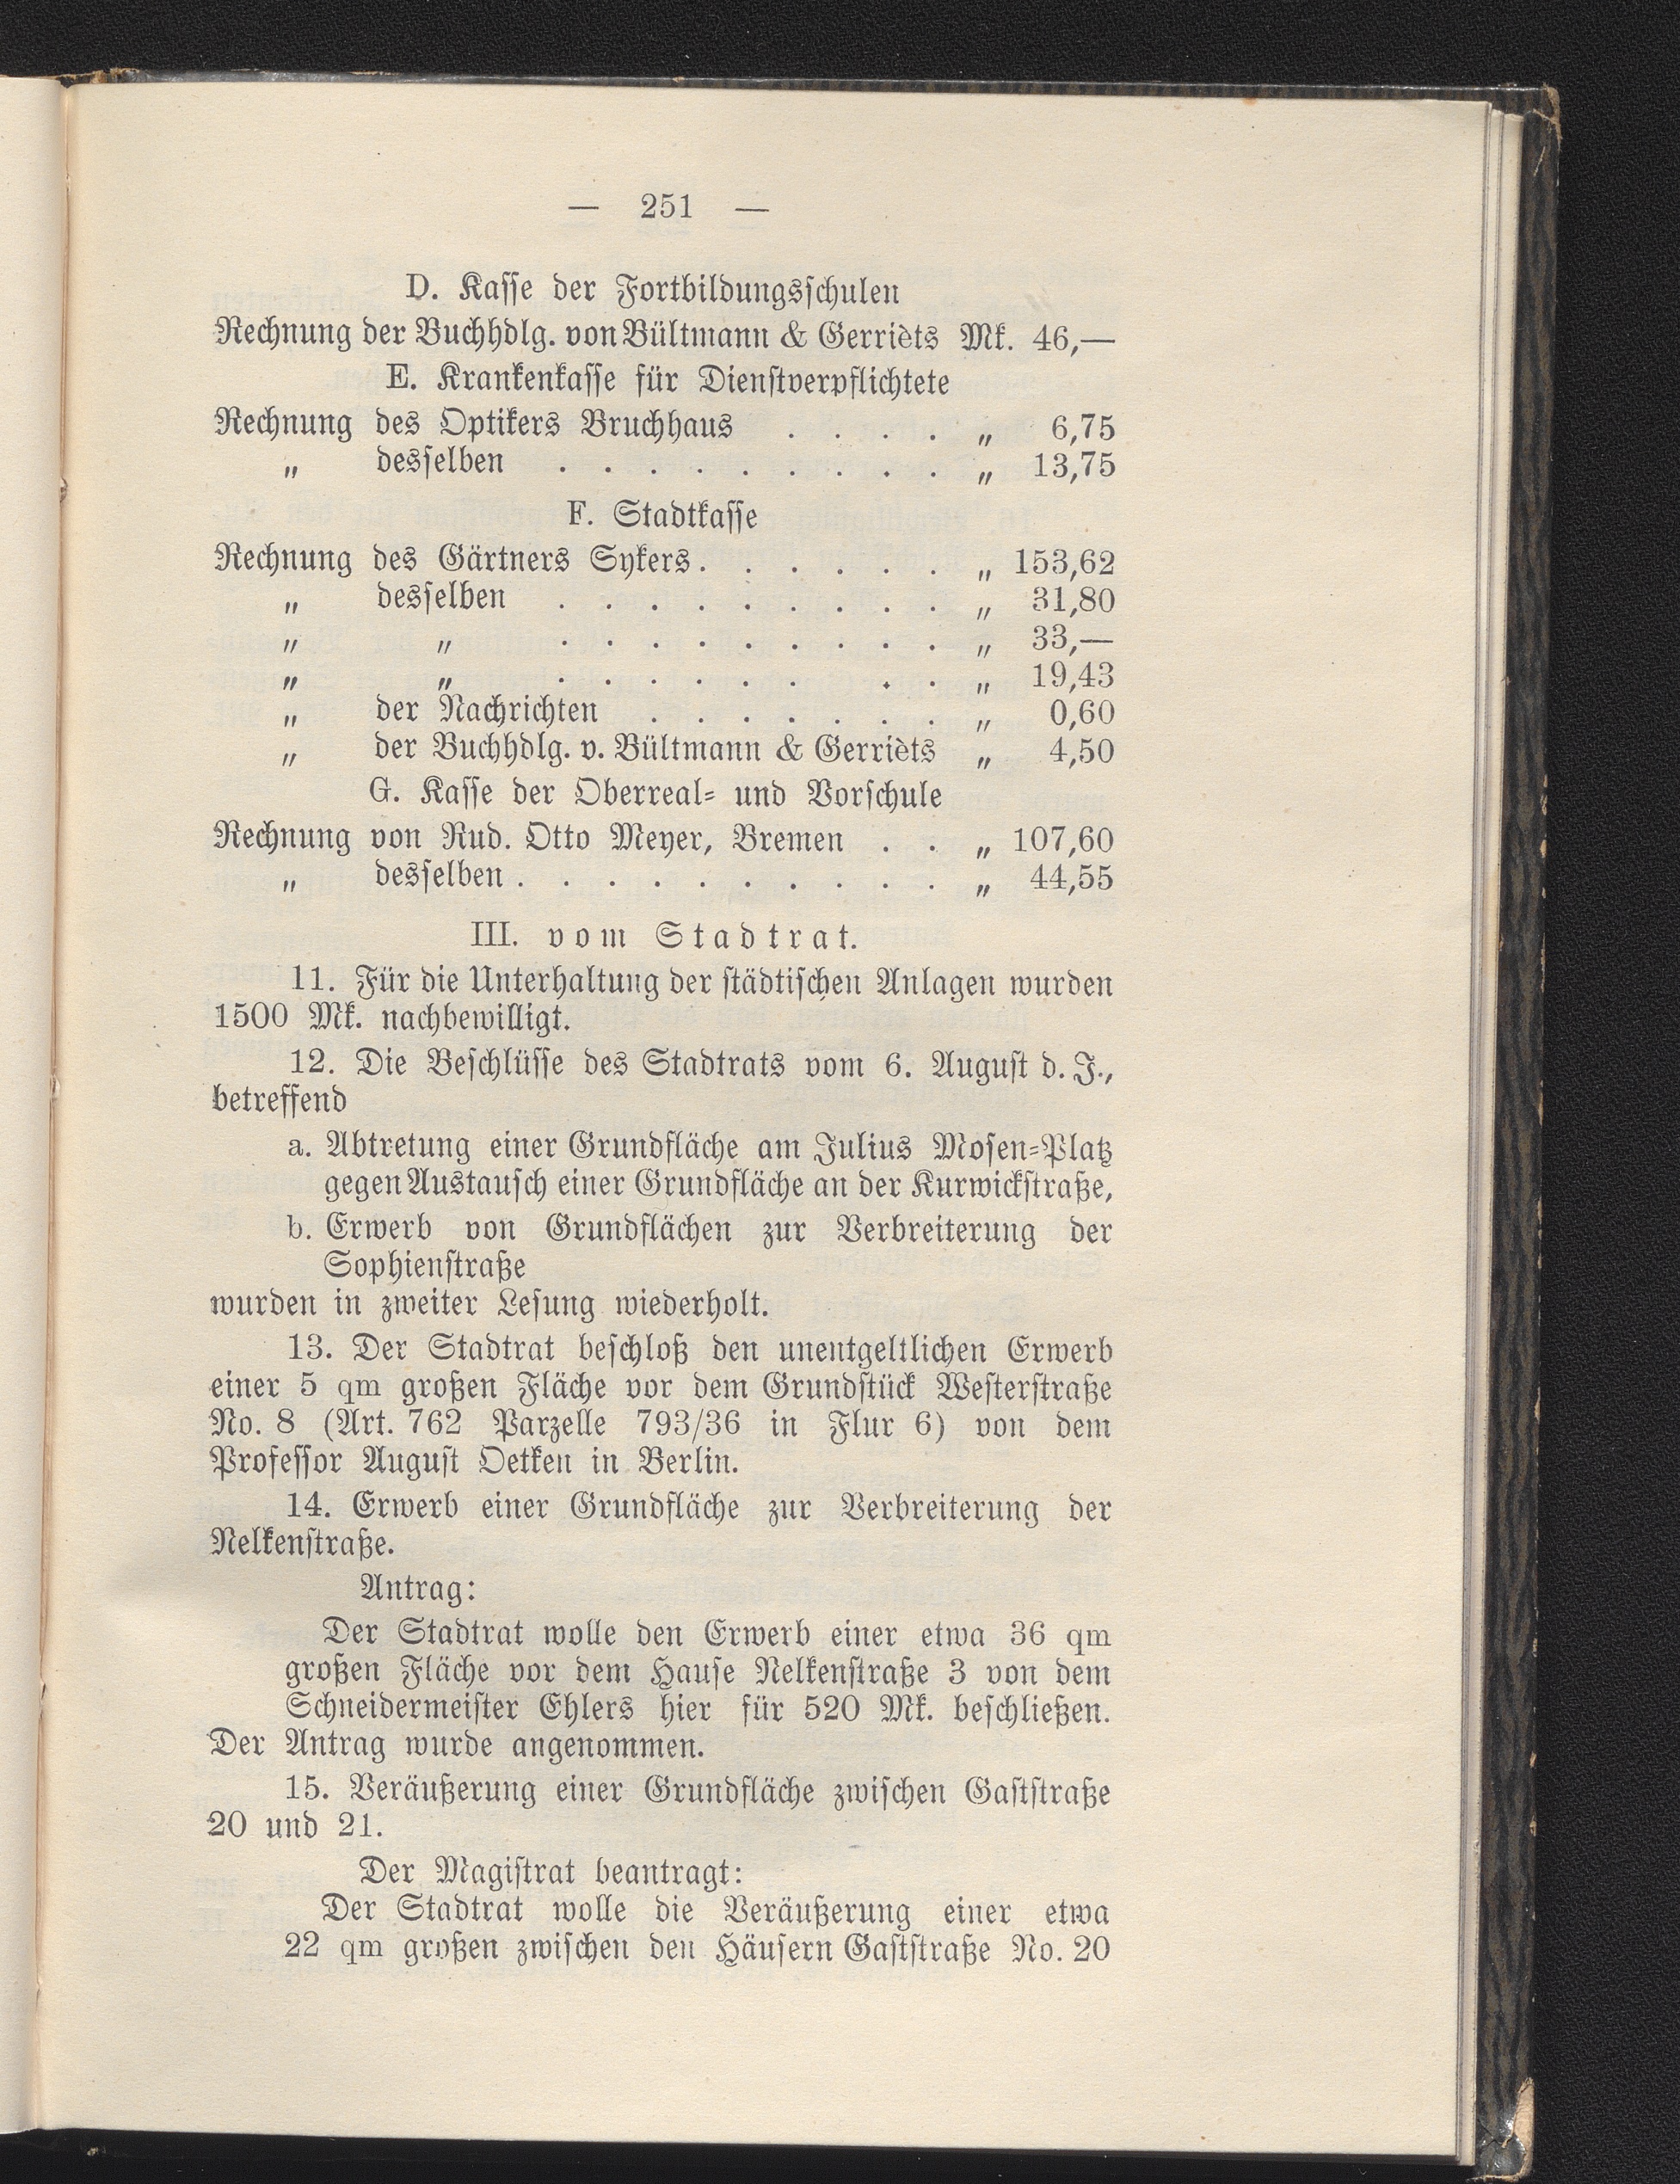 — 251 —
D. Kasse der Fortbildungsschulen
Rechnung der Buchhdlg. von Bültmann & Gerriets Mk. 46,—
E. Krankenkasse für Dienstverpflichtete
Rechnung des Optikers Bruchhaus . . . . „ 6,75
„ desselben . . . . . . . . . „ 13,75
F. Stadtkasse
Rechnung des Gärtners Sykers . . . . . . „ 153,62
„ desselben . . . . . . . . . „ 31,80
„ „ . . . . . . . . . „ 33,—
„ „ . . . . . . . . „ 19,43
„ der Nachrichten . . . . . . . „ 0,60
„ der Buchhdlg. v. Bültmann & Gerriets „ 4,50
G. Kasse der Oberreal- und Vorschule
Rechnung von Rud. Otto Meyer, Bremen . . „ 107,60
„ desselben . . . . . . . . . . „ 44,55
III. vom Stadtrat.
11. Für die Unterhaltung der städtischen Anlagen wurden
1500 Mk. nachbewilligt.
12. Die Beschlüsse des Stadtrats vom 6. August d. J.,
betreffend
a. Abtretung einer Grundfläche am Julius Mosen-Platz
gegen Austausch einer Grundfläche an der Kurwickstraße,
b. Erwerb von Grundflächen zur Verbreiterung der
Sophienstraße
wurden in zweiter Lesung wiederholt.
13. Der Stadtrat beschloß den unentgeltlichen Erwerb
einer 5 qm großen Fläche vor dem Grundstück Westerstraße
No. 8 (Art. 762 Parzelle 793/36 in Flur 6) von dem
Professor August Oetken in Berlin.
14. Erwerb einer Grundfläche zur Verbreiterung der
Nelkenstraße.
Antrag:
Der Stadtrat wolle den Erwerb einer etwa 36 qm
großen Fläche vor dem Hause Nelkenstraße 3 von dem
Schneidermeister Ehlers hier für 520 Mk. beschließen.
Der Antrag wurde angenommen.
15. Veräußerung einer Grundfläche zwischen Gaststraße
20 und 21.
Der Magistrat beantragt:
Der Stadtrat wolle die Veräußerung einer etwa
22 qm großen zwischen den Häusern Gaststraße No. 20